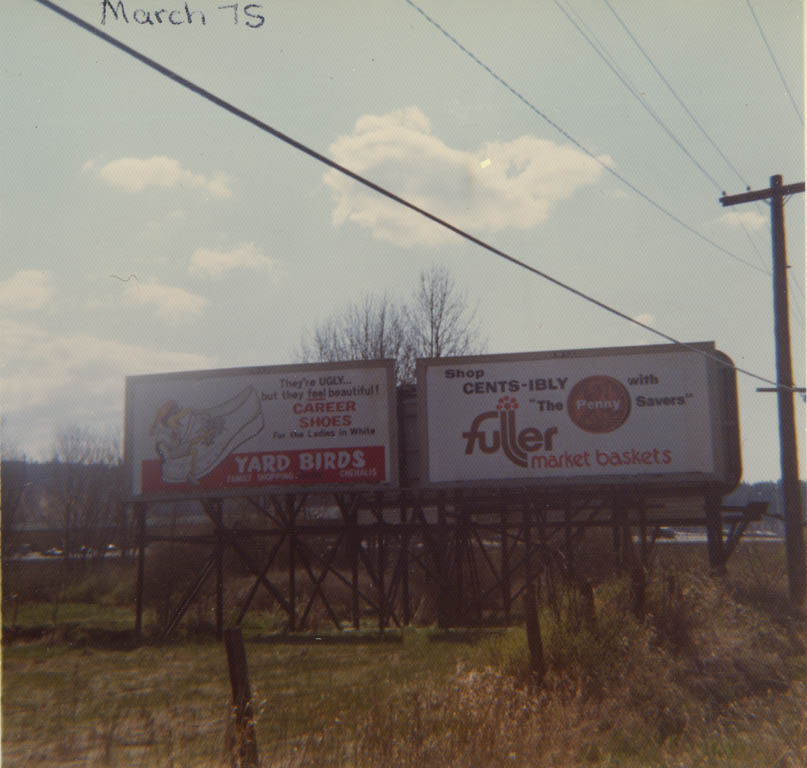 March 75
They're UGLY...
but they feel beautiful!
CAREER
SHOES
For the Ladies in White
YARD BIRDS
FAMILY SHOPPING CHEHALIS
Shop
CENTS-IBLY with
"The Penny Savers"
fuller
market baskets